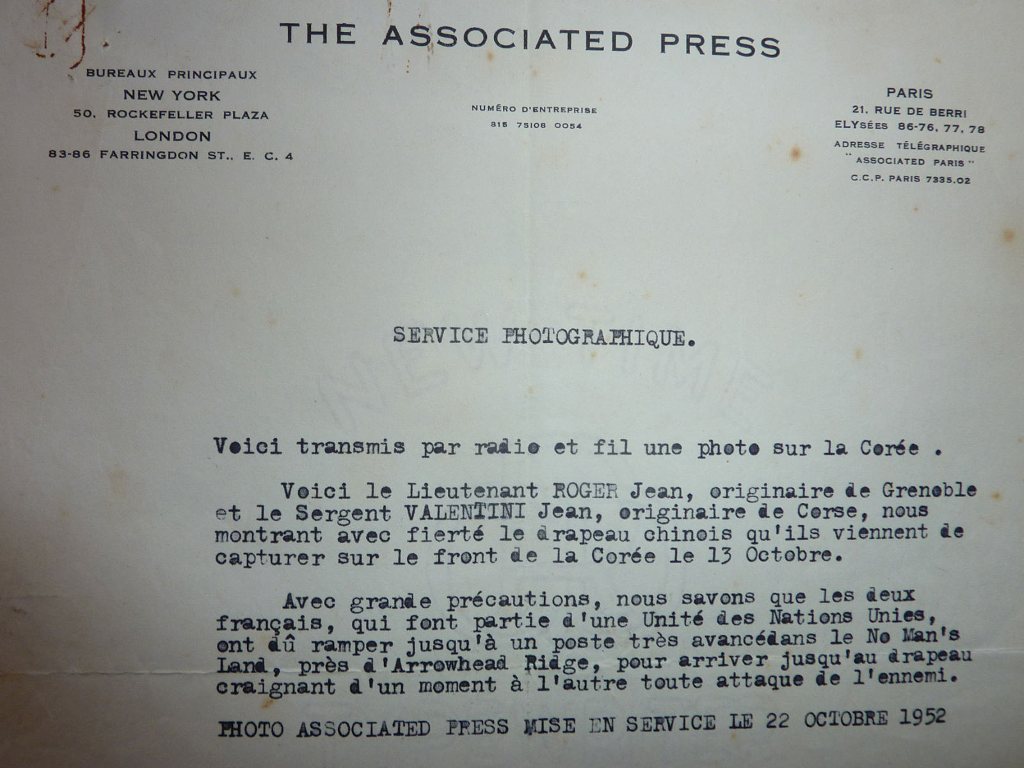 THE ASSOCIATED PRESS
BUREAUX PRINCIPAUX
NEW YORK
50, ROCKEFELLER PLAZA
LONDON
83-86 FARRINGDON ST., E. C. 4
NUMÉRO D'ENTREPRISE
815 75108 0054
PARIS
21, RUE DE BERRI
ELYSÉES 86-76, 77, 78
ADRESSE TÉLÉGRAPHIQUE
"ASSOCIATED PARIS"
C.C.P. PARIS 7335.02
SERVICE PHOTOGRAPHIQUE.
Voici transmis par radio et fil une photo sur la Corée .
Voici le Lieutenant ROGER Jean, originaire de Grenoble
et le Sergent VALENTINI Jean, originaire de Corse, nous
montrant avec fierté le drapeau chinois qu'ils viennent de
capturer sur le front de la Corée le 13 Octobre.
Avec grande précautions, nous savons que les deux
français, qui font partie d'une Unité des Nations Unies,
ont dû ramper jusqu'à un poste très avancédans le No Man's
Land, près d'Arrowhead Ridge, pour arriver jusqu'au drapeau
craignant d'un moment à l'autre toute attaque de l'ennemi.
PHOTO ASSOCIATED PRESS MISE EN SERVICE LE 22 OCTOBRE 1952